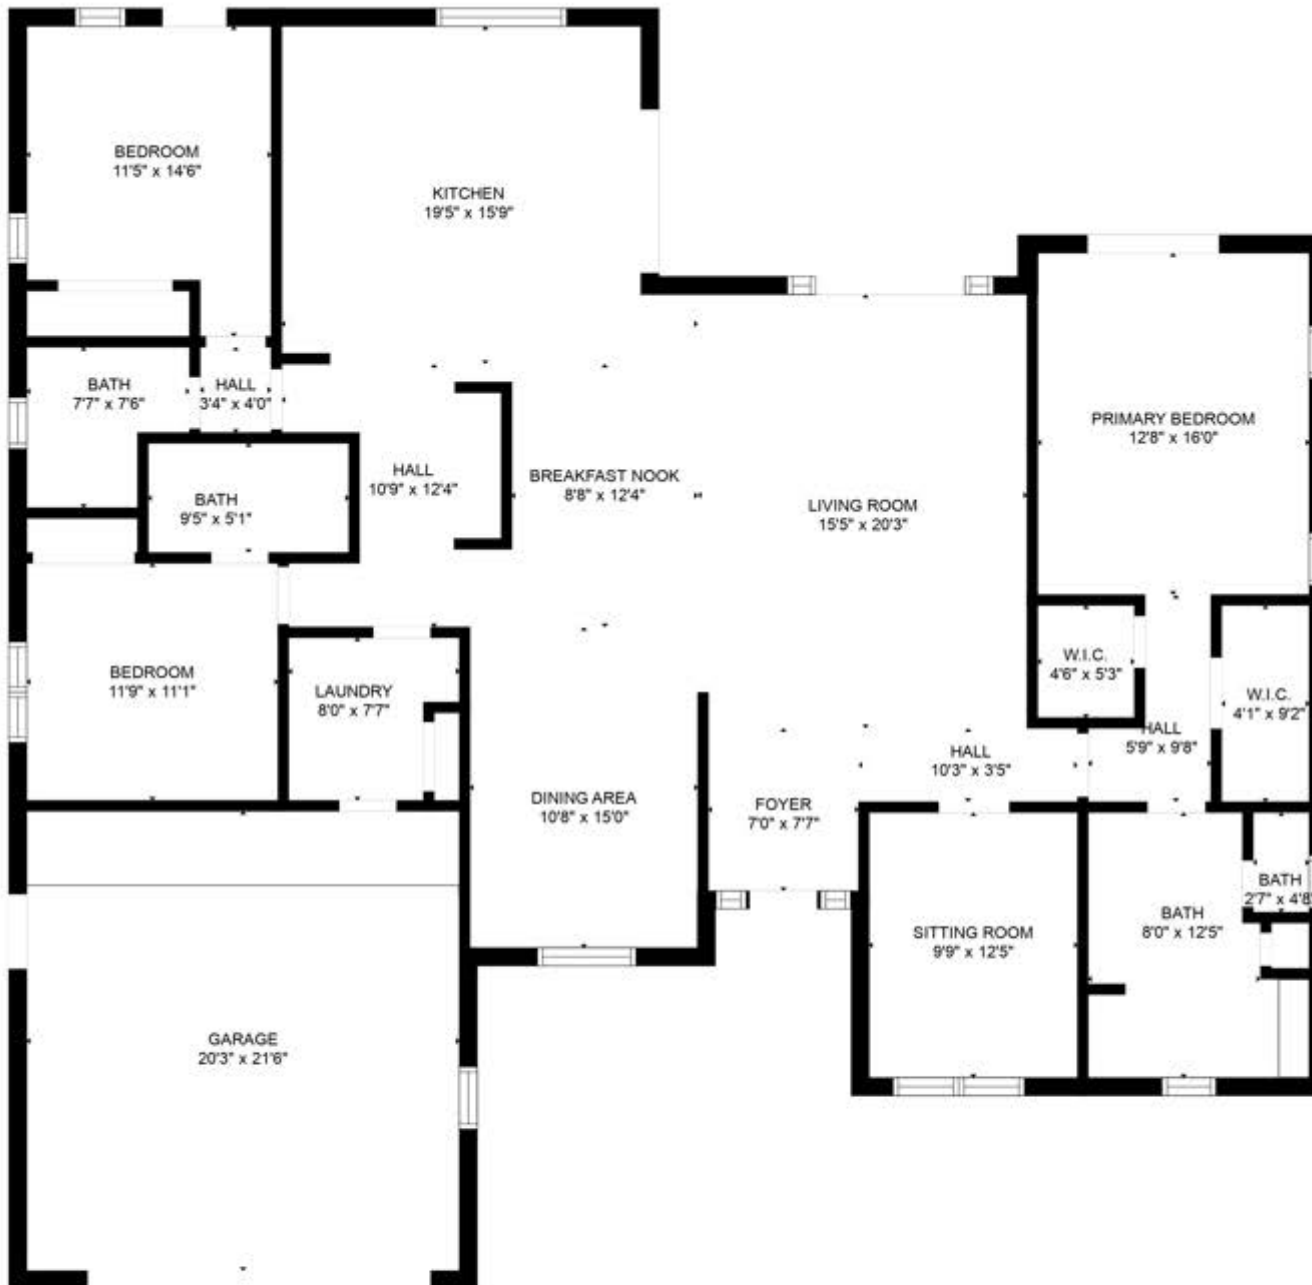 BEDROOM
11'5" x 14'6"
KITCHEN
19'5" x 15'9"
BATH
7'7" x 7'6"
HALL
3'4" x 4'0"
PRIMARY BEDROOM
12'8" x 16'0"
HALL
10'9" x 12'4"
BREAKFAST NOOK
8'8" x 12'4"
BATH
9'5" x 5'1"
LIVING ROOM
15'5" x 20'3"
BEDROOM
11'9" x 11'1"
LAUNDRY
8'0" x 7'7"
W.I.C.
4'6" x 5'3"
W.I.C.
4'1" x 9'2"
HALL
5'9" x 9'8"
HALL
10'3" x 3'5"
DINING AREA
10'8" x 15'0"
FOYER
7'0" x 7'7"
BATH
2'7" x 4'8"
BATH
8'0" x 12'5"
SITTING ROOM
9'9" x 12'5"
GARAGE
20'3" x 21'6"